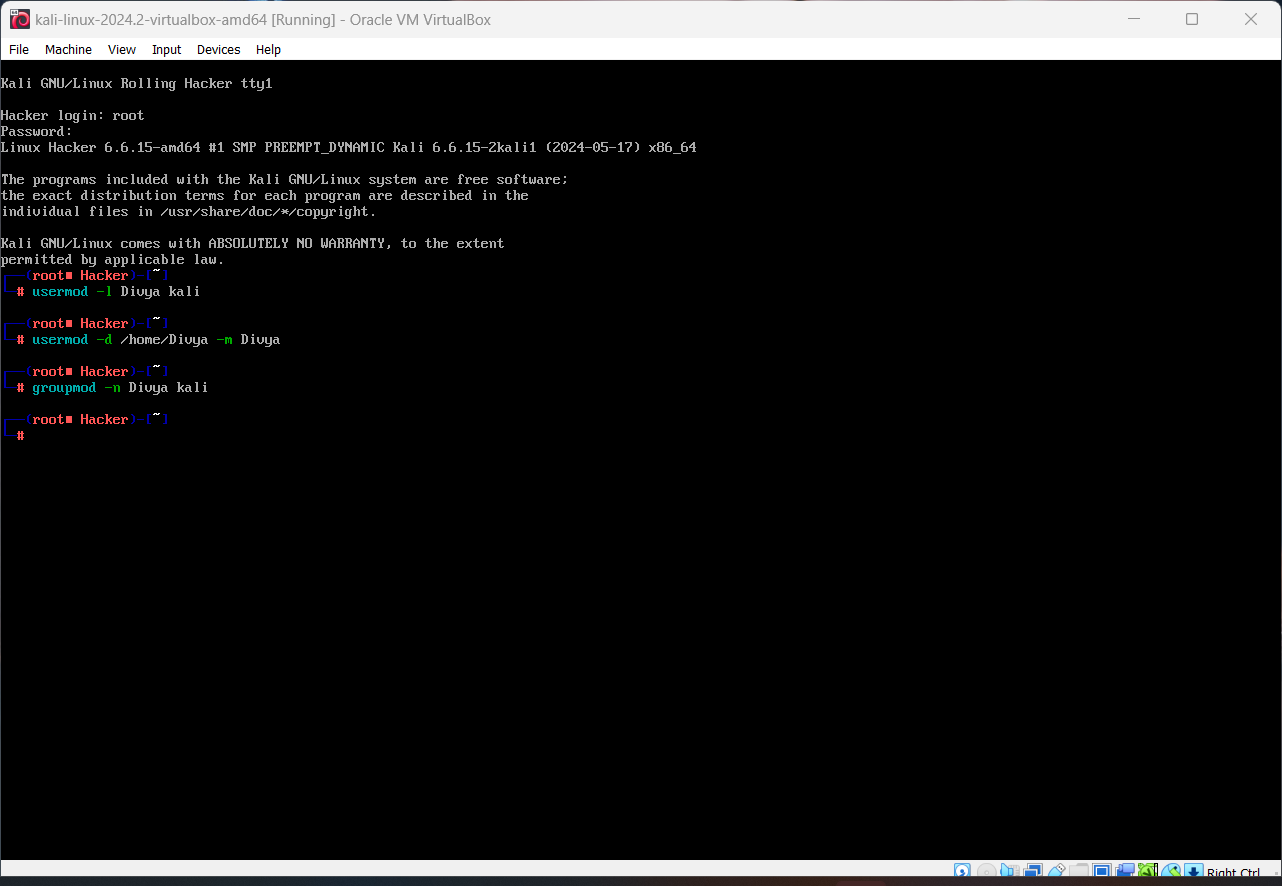 kali-linux-2024.2-virtualbox-amd64 [Running] - Oracle VM VirtualBox
File Machine View Input Devices Help
Kali GNU/Linux Rolling Hacker tty1
Hacker login: root
Password:
Linux Hacker 6.6.15-amd64 #1 SMP PREEMPT_DYNAMIC Kali 6.6.15-2kali1 (2024-05-17) x86_64
The programs included with the Kali GNU/Linux system are free software;
the exact distribution terms for each program are described in the
individual files in /usr/share/doc/*/copyright.
Kali GNU/Linux comes with ABSOLUTELY NO WARRANTY, to the extent
permitted by applicable law.
┌──(root■ Hacker)-[~]
└─# usermod -l Divya kali
┌──(root■ Hacker)-[~]
└─# usermod -d /home/Divya -m Divya
┌──(root■ Hacker)-[~]
└─# groupmod -n Divya kali
┌──(root■ Hacker)-[~]
└─#
Right Ctrl